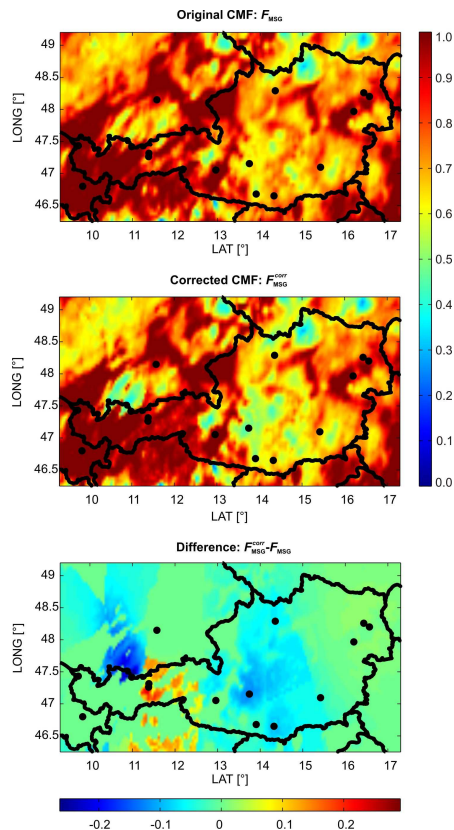 Original CMF: F_MSG
49
48.5
48
47.5
47
46.5
LONG [°]
10 11 12 13 14 15 16 17
LAT [°]
1.0
0.9
0.8
0.7
0.6
0.5
0.4
0.3
0.2
0.1
0.0
Corrected CMF: F_MSG^corr
49
48.5
48
47.5
47
46.5
LONG [°]
10 11 12 13 14 15 16 17
LAT [°]
Difference: F_MSG^corr-F_MSG
49
48.5
48
47.5
47
46.5
LONG [°]
10 11 12 13 14 15 16 17
LAT [°]
-0.2 -0.1 0 0.1 0.2